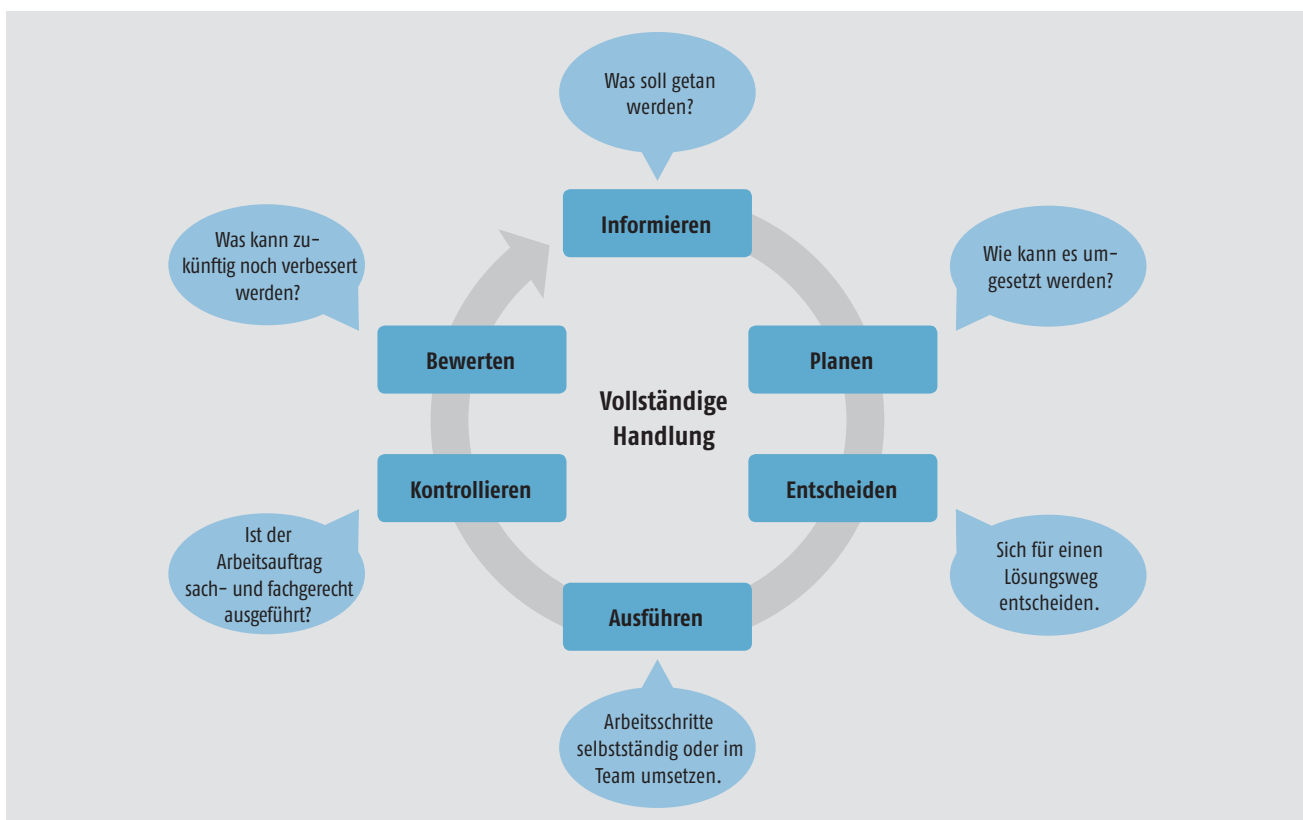 Was soll getan
werden?
Informieren
Wie kann es um-
gesetzt werden?
Planen
Entscheiden
Sich für einen
Lösungsweg
entscheiden.
Ausführen
Arbeitsschritte
selbstständig oder im
Team umsetzen.
Kontrollieren
Ist der
Arbeitsauftrag
sach- und fachgerecht
ausgeführt?
Bewerten
Was kann zu-
künftig noch verbessert
werden?
Vollständige
Handlung